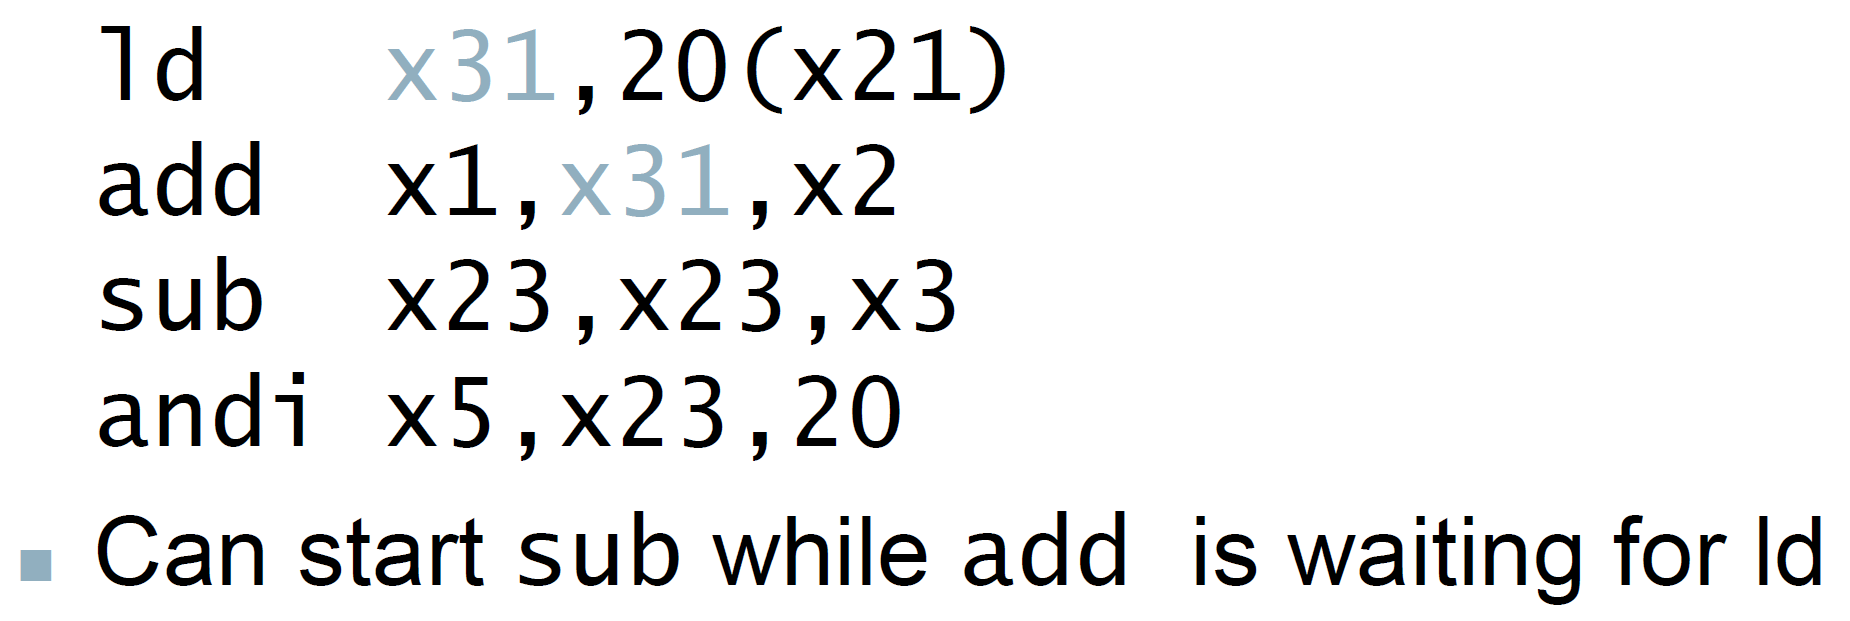 ld x31,20(x21)
add x1,x31,x2
sub x23,x23,x3
andi x5,x23,20
Can start sub while add is waiting for ld